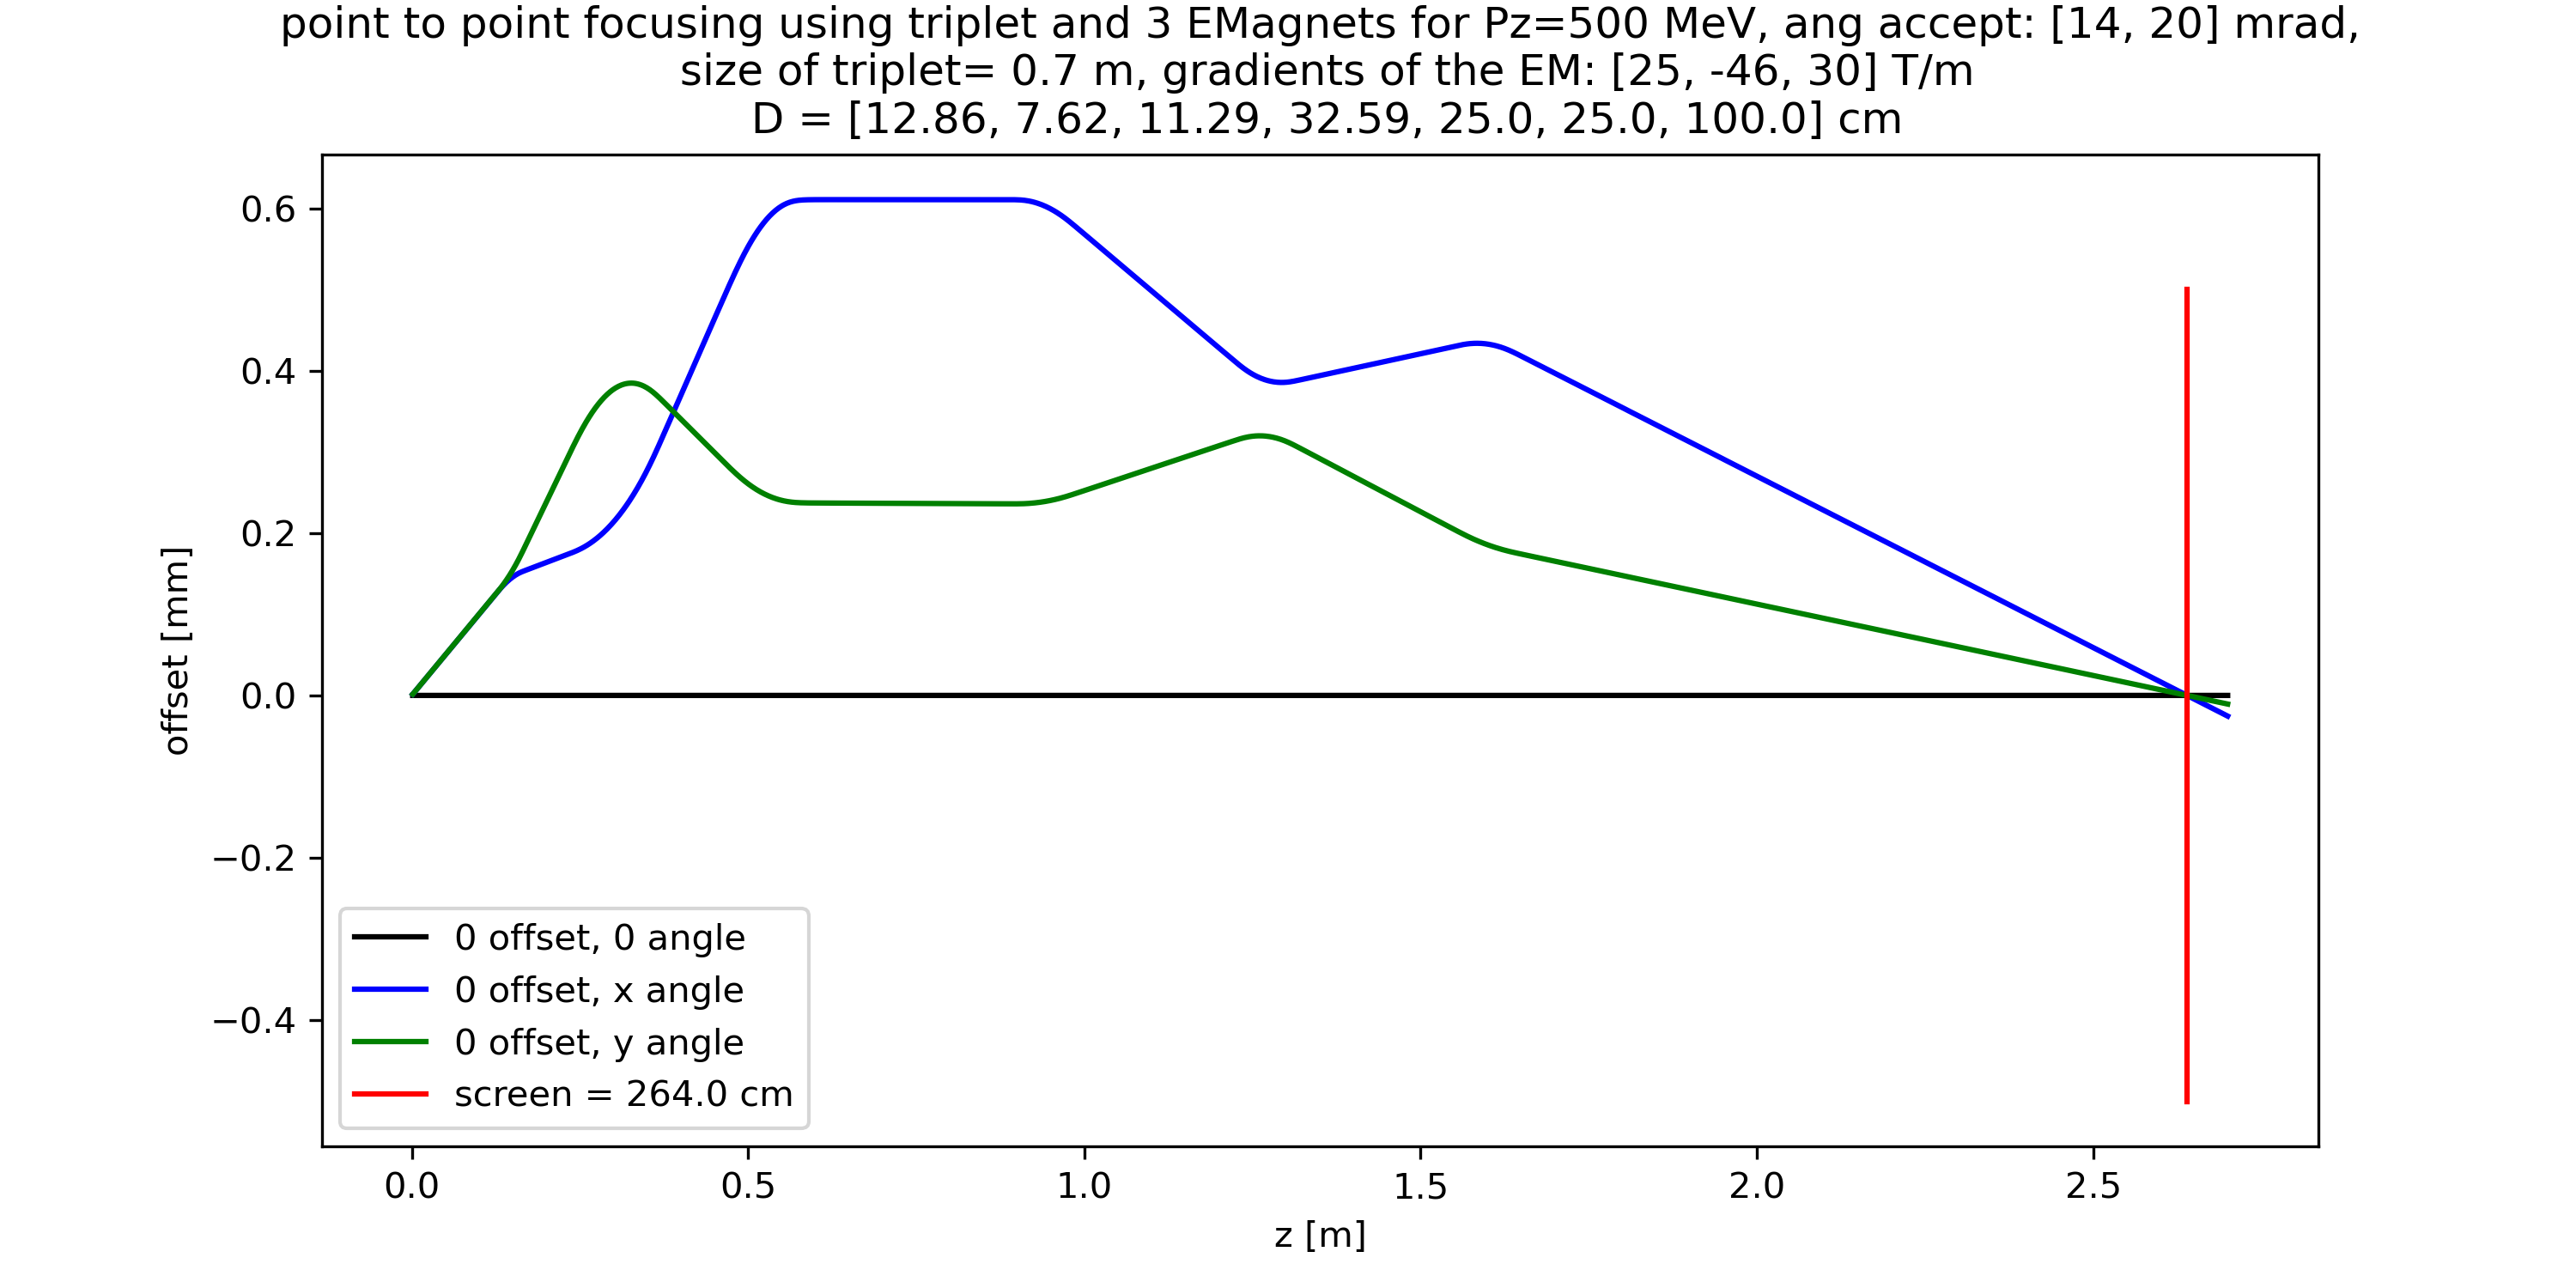 point to point focusing using triplet and 3 EMagnets for Pz=500 MeV, ang accept: [14, 20] mrad,
size of triplet= 0.7 m, gradients of the EM: [25, -46, 30] T/m
D = [12.86, 7.62, 11.29, 32.59, 25.0, 25.0, 100.0] cm
offset [mm]
0.6
0.4
0.2
0.0
−0.2
−0.4
0 offset, 0 angle
0 offset, x angle
0 offset, y angle
screen = 264.0 cm
0.0
0.5
1.0
1.5
2.0
2.5
z [m]